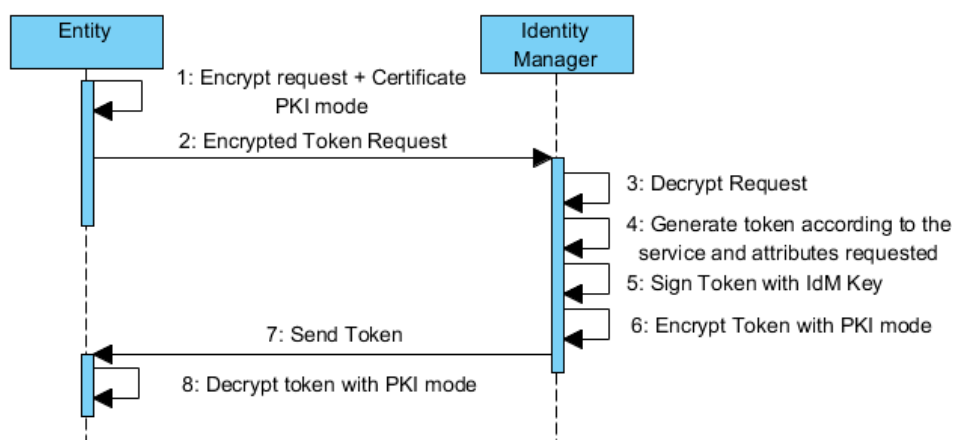 Entity
Identity
Manager
1: Encrypt request + Certificate
PKI mode
2: Encrypted Token Request
3: Decrypt Request
4: Generate token according to the
service and attributes requested
5: Sign Token with IdM Key
6: Encrypt Token with PKI mode
7: Send Token
8: Decrypt token with PKI mode